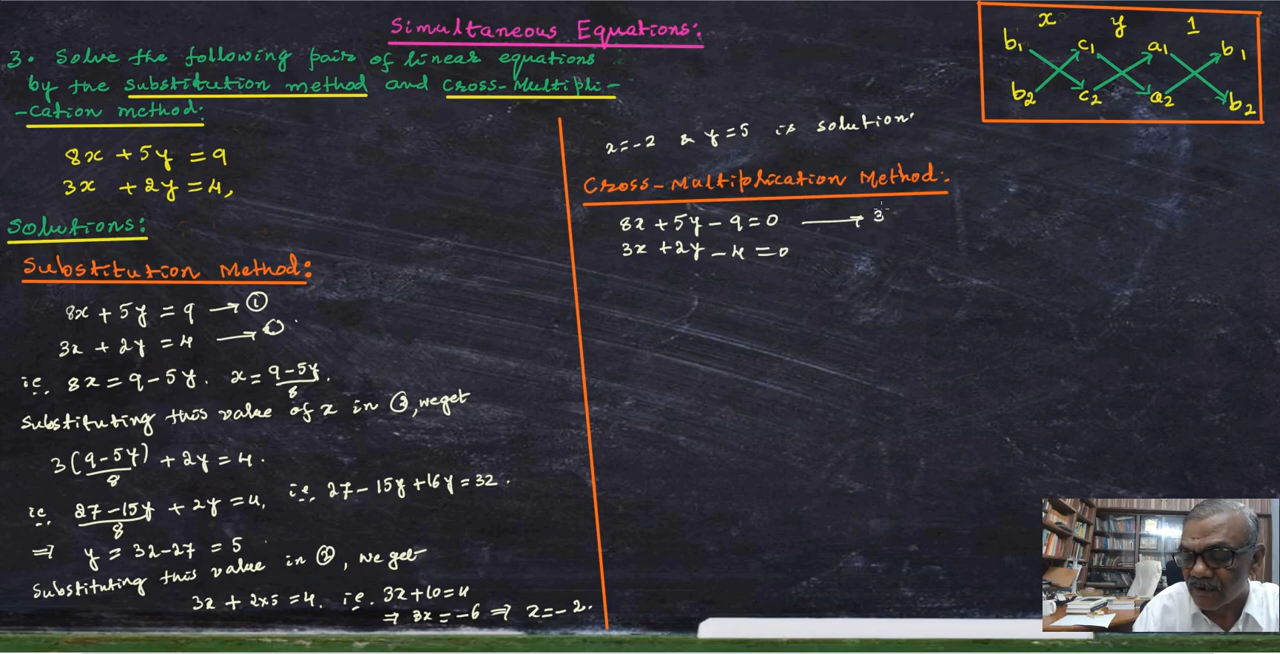 Simultaneous Equations:
3. Solve the following pair of linear equations
by the substitution method and cross-multipli-
-cation method:
8x + 5y = 9
3x + 2y = 4,
Solutions:
Substitution Method:
8x + 5y = 9 → ①
3x + 2y = 4 →
i.e. 8x = 9 - 5y. x = (9-5y)/8.
Substituting this value of x in ②, we get
3(9-5y)/8 + 2y = 4.
i.e. (27-15y)/8 + 2y = 4, i.e. 27 - 15y + 16y = 32.
⇒ y = 32-27 = 5
Substituting this value in ②, we get
3x + 2×5 = 4. i.e. 3x + 10 = 4
⇒ 3x = -6 ⇒ x = -2.
x = -2 & y = 5 is solution.
Cross-Multiplication Method:
8x + 5y - 9 = 0 → 3
3x + 2y - 4 = 0
x y 1
b1 c1 a1 b1
b2 c2 a2 b2